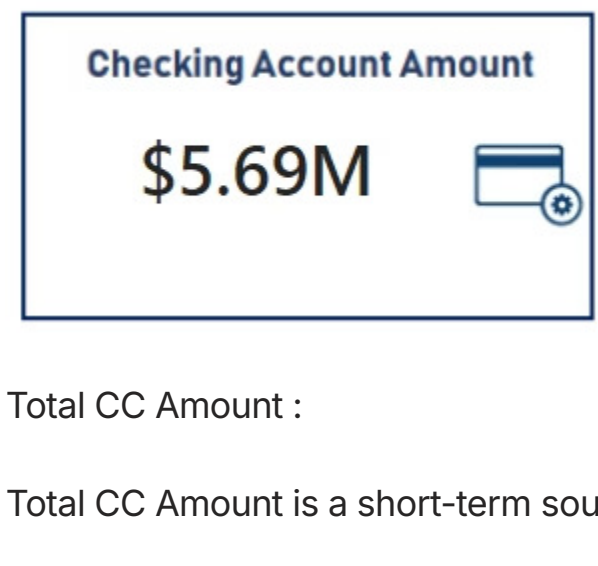 Checking Account Amount
$5.69M
Total CC Amount :
Total CC Amount is a short-term sou